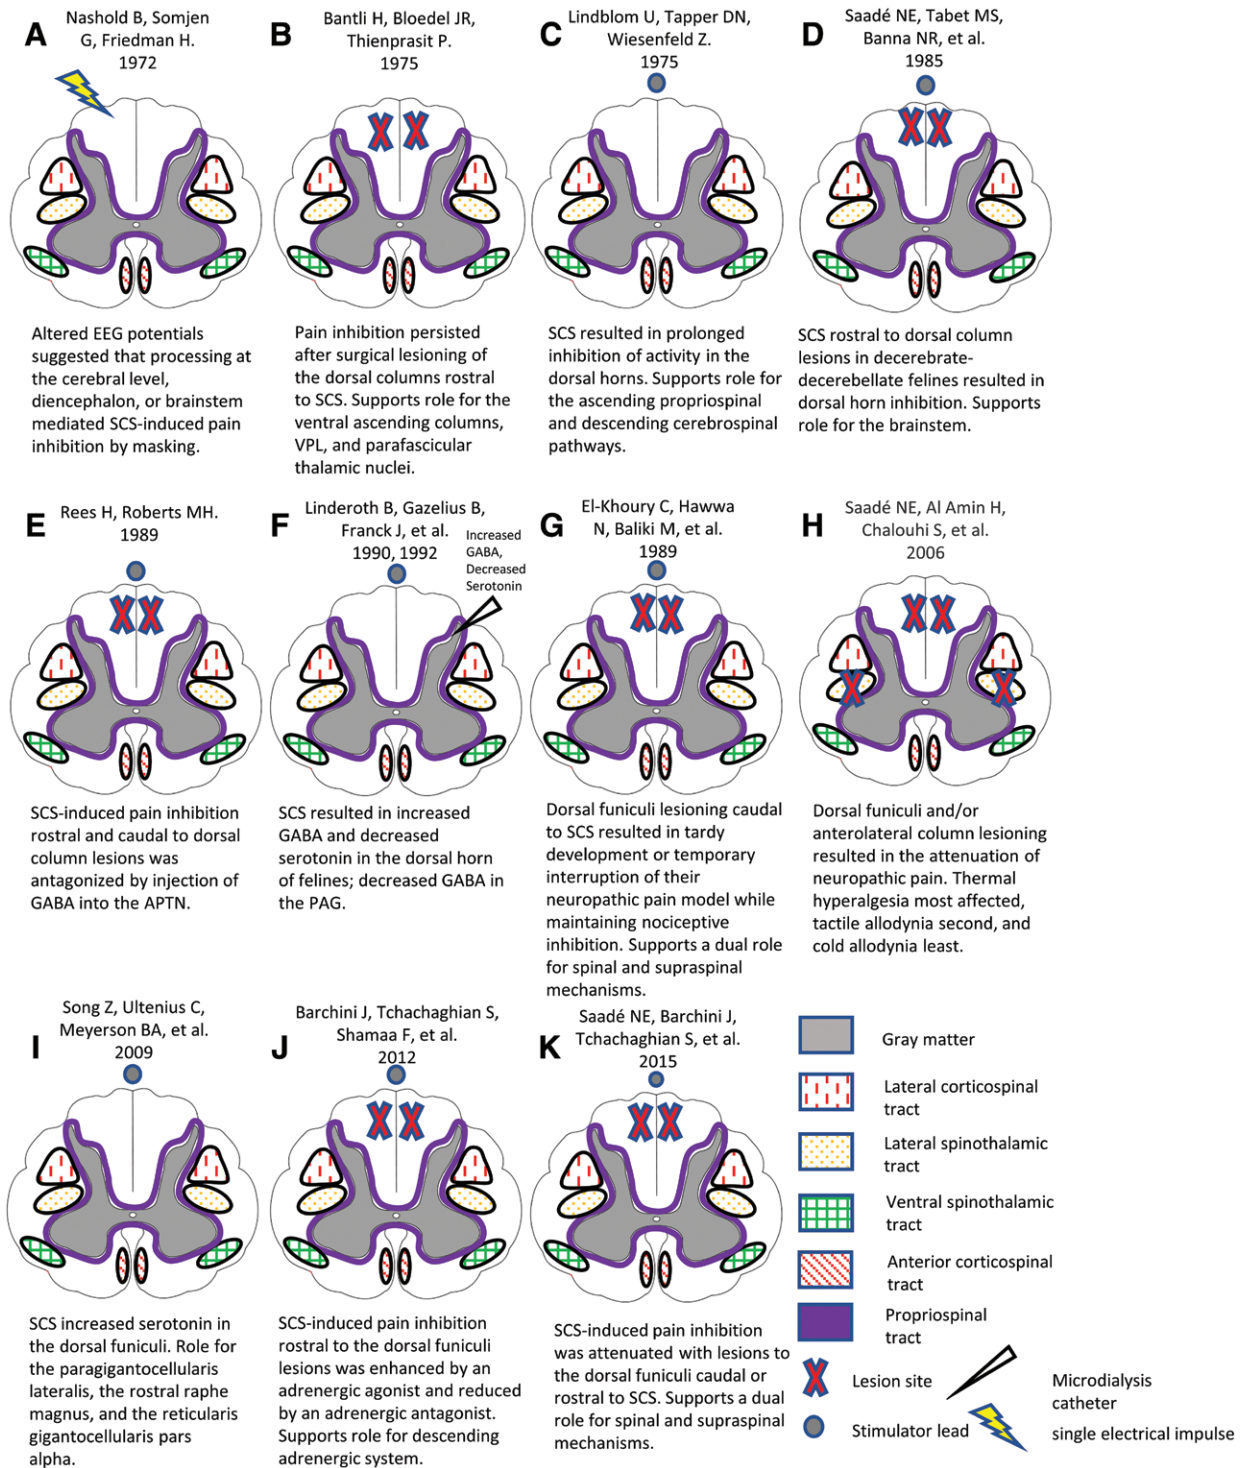 A
Nashold B, Somjen
G, Friedman H.
1972
Altered EEG potentials
suggested that processing at
the cerebral level,
diencephalon, or brainstem
mediated SCS-induced pain
inhibition by masking.
B
Bantli H, Bloedel JR,
Thienprasit P.
1975
Pain inhibition persisted
after surgical lesioning of
the dorsal columns rostral
to SCS. Supports role for the
ventral ascending columns,
VPL, and parafascicular
thalamic nuclei.
C
Lindblom U, Tapper DN,
Wiesenfeld Z.
1975
SCS resulted in prolonged
inhibition of activity in the
dorsal horns. Supports role for
the ascending propriospinal
and descending cerebrospinal
pathways.
D
Saadé NE, Tabet MS,
Banna NR, et al.
1985
SCS rostral to dorsal column
lesions in decerebrate-
decerebellate felines resulted in
dorsal horn inhibition. Supports
role for the brainstem.
E
Rees H, Roberts MH.
1989
SCS-induced pain inhibition
rostral and caudal to dorsal
column lesions was
antagonized by injection of
GABA into the APTN.
F
Linderoth B, Gazelius B,
Franck J, et al.
1990, 1992
Increased
GABA,
Decreased
Serotonin
SCS resulted in increased
GABA and decreased
serotonin in the dorsal horn
of felines; decreased GABA in
the PAG.
G
El-Khoury C, Hawwa
N, Baliki M, et al.
1989
Dorsal funiculi lesioning caudal
to SCS resulted in tardy
development or temporary
interruption of their
neuropathic pain model while
maintaining nociceptive
inhibition. Supports a dual role
for spinal and supraspinal
mechanisms.
H
Saadé NE, Al Amin H,
Chalouhi S, et al.
2006
Dorsal funiculi and/or
anterolateral column lesioning
resulted in the attenuation of
neuropathic pain. Thermal
hyperalgesia most affected,
tactile allodynia second, and
cold allodynia least.
I
Song Z, Ultenius C,
Meyerson BA, et al.
2009
SCS increased serotonin in
the dorsal funiculi. Role for
the paragigantocellularis
lateralis, the rostral raphe
magnus, and the reticularis
gigantocellularis pars
alpha.
J
Barchini J, Tchachaghian S,
Shamaa F, et al.
2012
SCS-induced pain inhibition
rostral to the dorsal funiculi
lesions was enhanced by an
adrenergic agonist and reduced
by an adrenergic antagonist.
Supports role for descending
adrenergic system.
K
Saadé NE, Barchini J,
Tchachaghian S, et al.
2015
SCS-induced pain inhibition
was attenuated with lesions to
the dorsal funiculi caudal or
rostral to SCS. Supports a dual
role for spinal and supraspinal
mechanisms.
Gray matter
Lateral corticospinal
tract
Lateral spinothalamic
tract
Ventral spinothalamic
tract
Anterior corticospinal
tract
Propriospinal
tract
Lesion site
Microdialysis
catheter
Stimulator lead
single electrical impulse